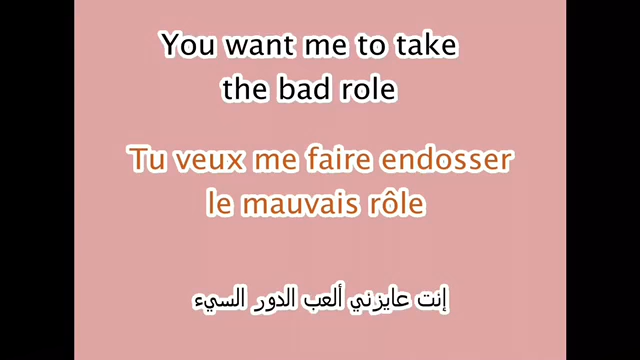 You want me to take
the bad role
Tu veux me faire endosser
le mauvais rôle
إنت عايزني ألعب الدور السيء